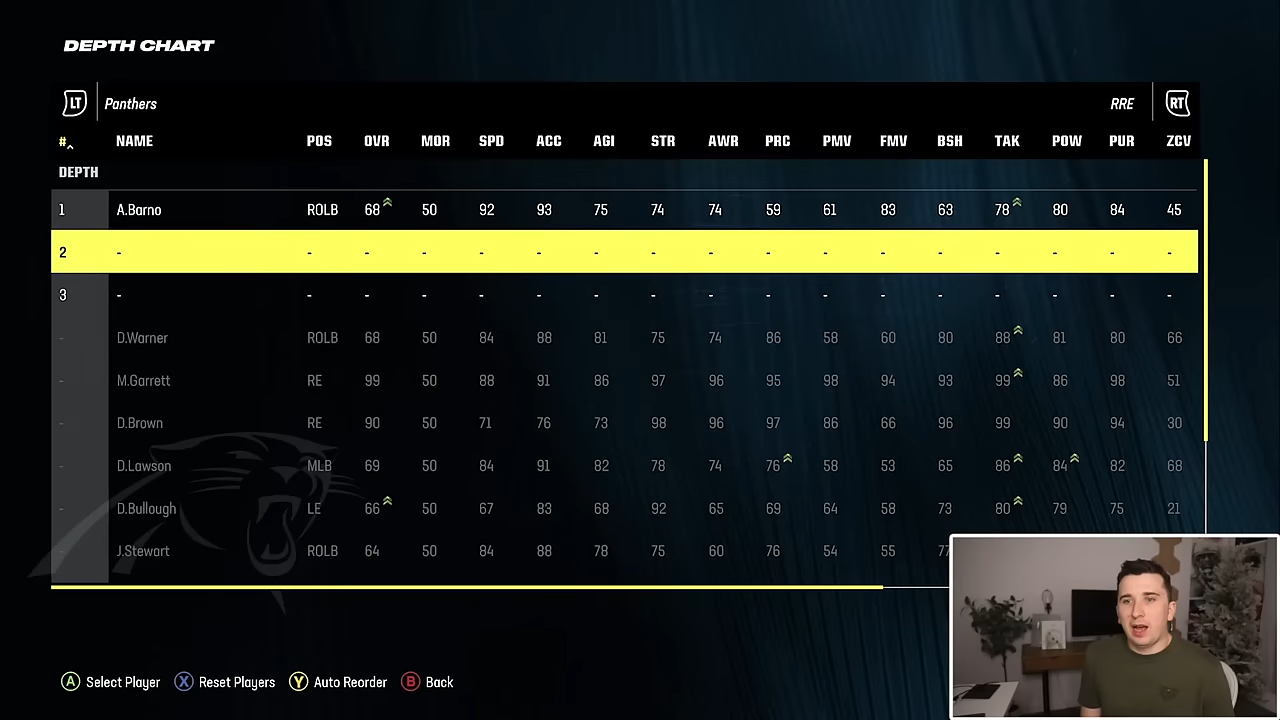 DEPTH CHART
LT Panthers RRE RT
# NAME POS OVR MOR SPD ACC AGI STR AWR PRC PMV FMV BSH TAK POW PUR ZCV
DEPTH
1 A.Barno ROLB 68 50 92 93 75 74 74 59 61 83 63 78 80 84 45
2 - - - - - - - - - - - - - - - -
3 - - - - - - - - - - - - - - - -
- D.Warner ROLB 68 50 84 88 81 75 74 86 58 60 80 88 81 80 66
- M.Garrett RE 99 50 88 91 86 97 96 95 98 94 93 99 86 98 51
- D.Brown RE 90 50 71 76 73 98 96 97 86 66 96 99 90 94 30
- D.Lawson MLB 69 50 84 91 82 78 74 76 58 53 65 86 84 82 68
- D.Bullough LE 66 50 67 83 68 92 65 69 64 58 73 80 79 75 21
- J.Stewart ROLB 64 50 84 88 78 75 60 76 54 55
A Select Player X Reset Players Y Auto Reorder B Back